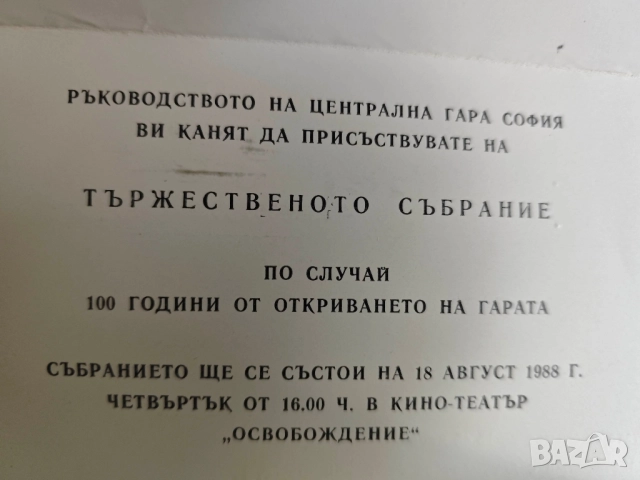 РЪКОВОДСТВОТО НА ЦЕНТРАЛНА ГАРА СОФИЯ
ВИ КАНЯТ ДА ПРИСЪСТВУВАТЕ НА
ТЪРЖЕСТВЕНОТО СЪБРАНИЕ
ПО СЛУЧАЙ
100 ГОДИНИ ОТ ОТКРИВАНЕТО НА ГАРАТА
СЪБРАНИЕТО ЩЕ СЕ СЪСТОИ НА 18 АВГУСТ 1988 Г.
ЧЕТВЪРТЪК ОТ 16.00 Ч. В КИНО-ТЕАТЪР
„ОСВОБОЖДЕНИЕ“
BAZAR